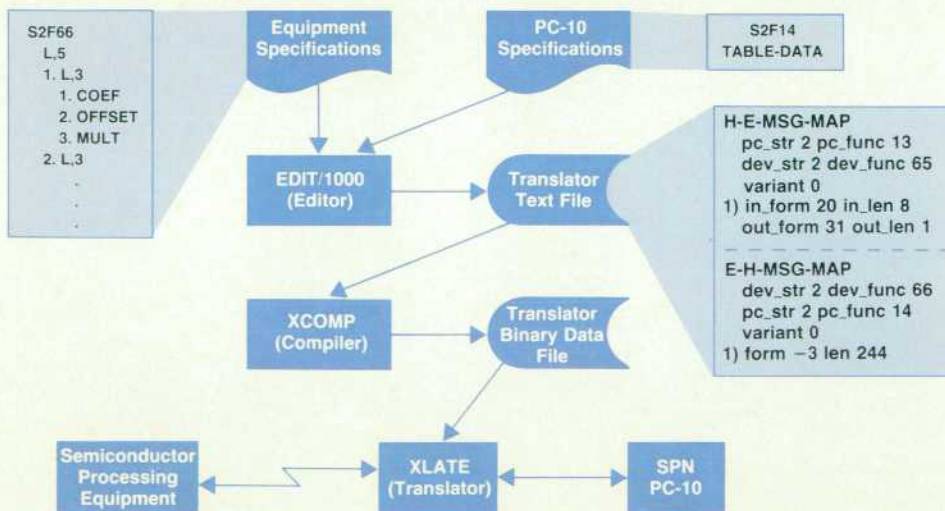 S2F66
L,5
1. L,3
1. COEF
2. OFFSET
3. MULT
2. L,3
.
.
.
Equipment
Specifications
PC-10
Specifications
S2F14
TABLE-DATA
EDIT/1000
(Editor)
Translator
Text File
H-E-MSG-MAP
pc_str 2 pc_func 13
dev_str 2 dev_func 65
variant 0
1) in_form 20 in_len 8
out_form 31 out_len 1
E-H-MSG-MAP
dev_str 2 dev_func 66
pc_str 2 pc_func 14
variant 0
1) form −3 len 244
XCOMP
(Compiler)
Translator
Binary Data
File
Semiconductor
Processing
Equipment
XLATE
(Translator)
SPN
PC-10